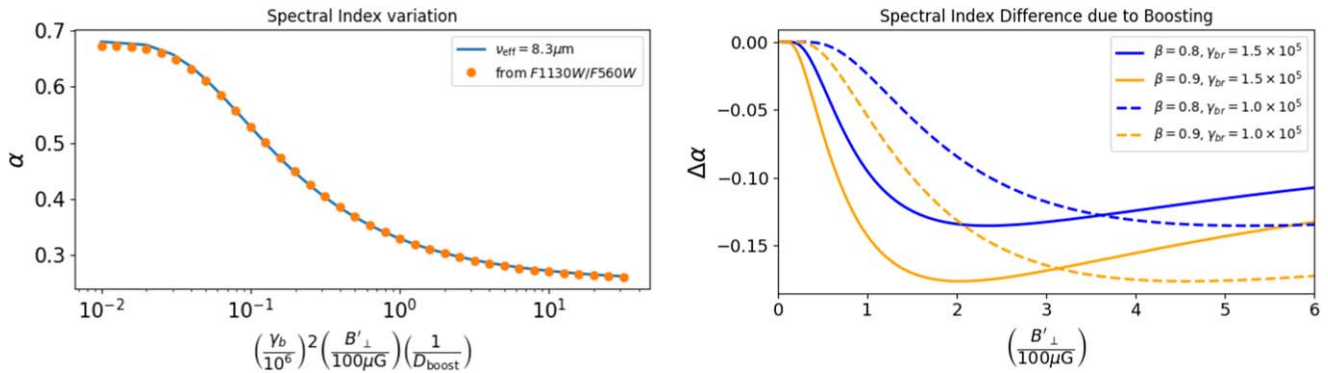 Spectral Index variation
0.7
0.6
0.5
0.4
0.3
α
ν_eff = 8.3μm
from F1130W/F560W
10^-2 10^-1 10^0 10^1
(γ_b/10^6)^2 (B'_⊥/100μG)(1/D_boost)
Spectral Index Difference due to Boosting
0.00
−0.05
−0.10
−0.15
Δα
β = 0.8, γ_br = 1.5 × 10^5
β = 0.9, γ_br = 1.5 × 10^5
β = 0.8, γ_br = 1.0 × 10^5
β = 0.9, γ_br = 1.0 × 10^5
0 1 2 3 4 5 6
(B'_⊥/100μG)